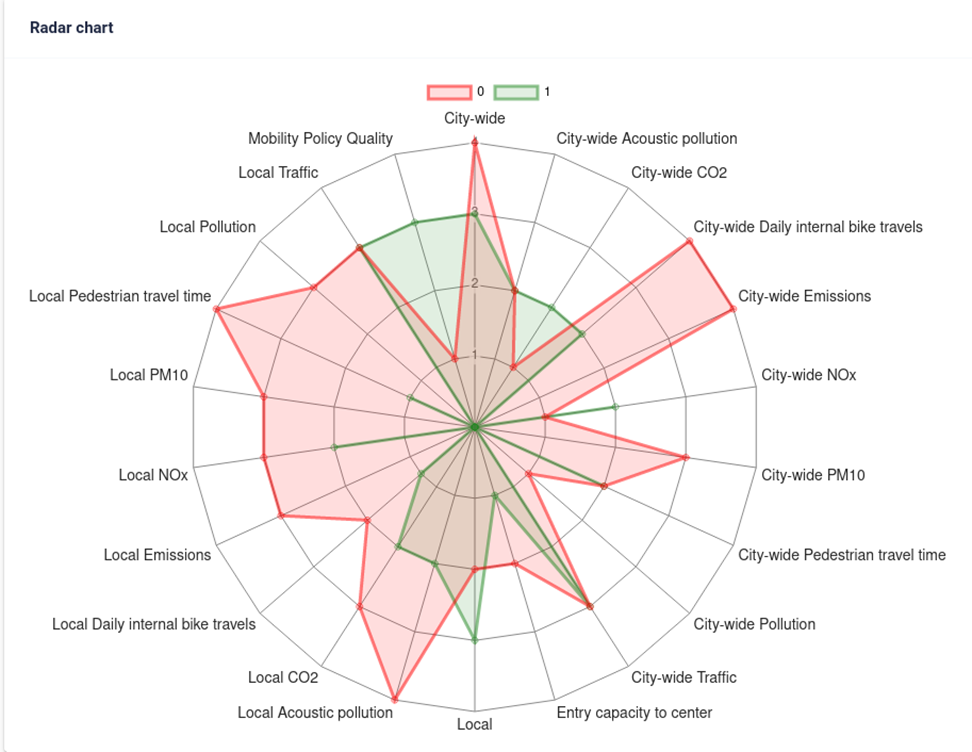 Radar chart
0 1
City-wide
Mobility Policy Quality
City-wide Acoustic pollution
Local Traffic
City-wide CO2
Local Pollution
City-wide Daily internal bike travels
Local Pedestrian travel time
City-wide Emissions
Local PM10
City-wide NOx
Local NOx
City-wide PM10
Local Emissions
City-wide Pedestrian travel time
Local Daily internal bike travels
City-wide Pollution
Local CO2
City-wide Traffic
Local Acoustic pollution
Entry capacity to center
Local
4
3
2
1